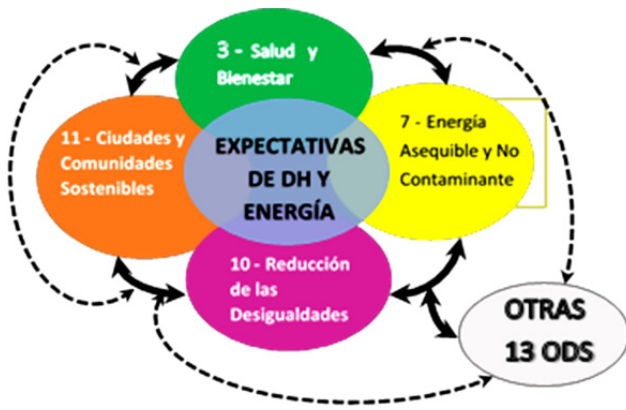 3 - Salud y
Bienestar
11 - Ciudades y
Comunidades
Sostenibles
EXPECTATIVAS
DE DH Y
ENERGÍA
7 - Energía
Asequible y No
Contaminante
10 - Reducción
de las
Desigualdades
OTRAS
13 ODS